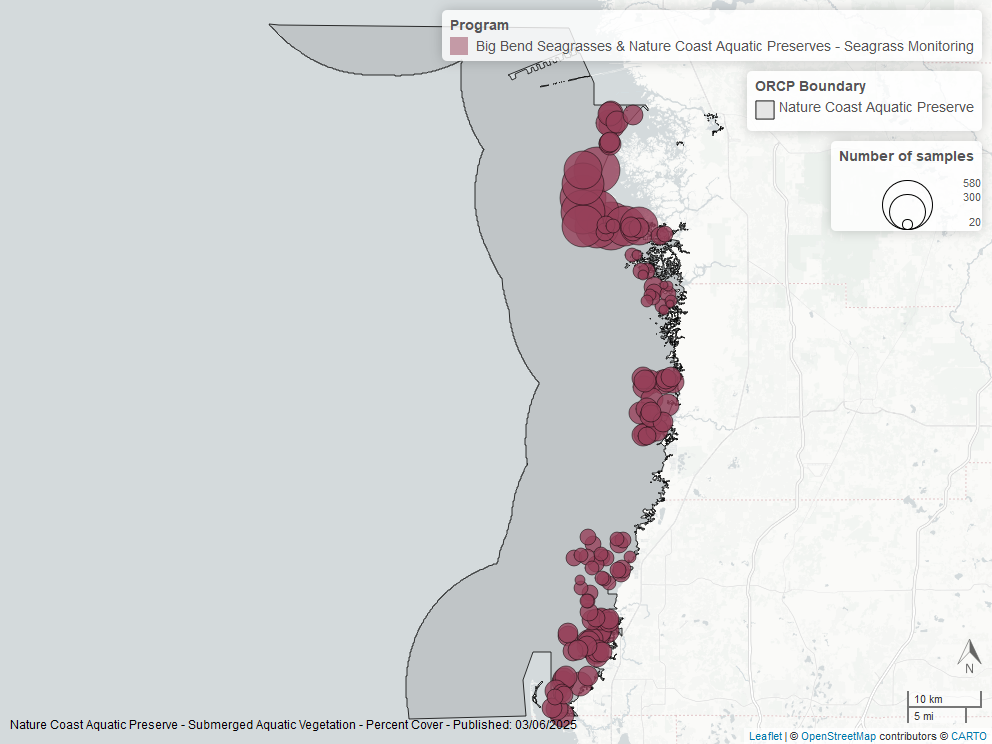 Program
Big Bend Seagrasses & Nature Coast Aquatic Preserves - Seagrass Monitoring
ORCP Boundary
Nature Coast Aquatic Preserve
Number of samples
580
300
20
N
10 km
5 mi
Nature Coast Aquatic Preserve - Submerged Aquatic Vegetation - Percent Cover - Published: 03/06/2025
Leaflet | © OpenStreetMap contributors © CARTO